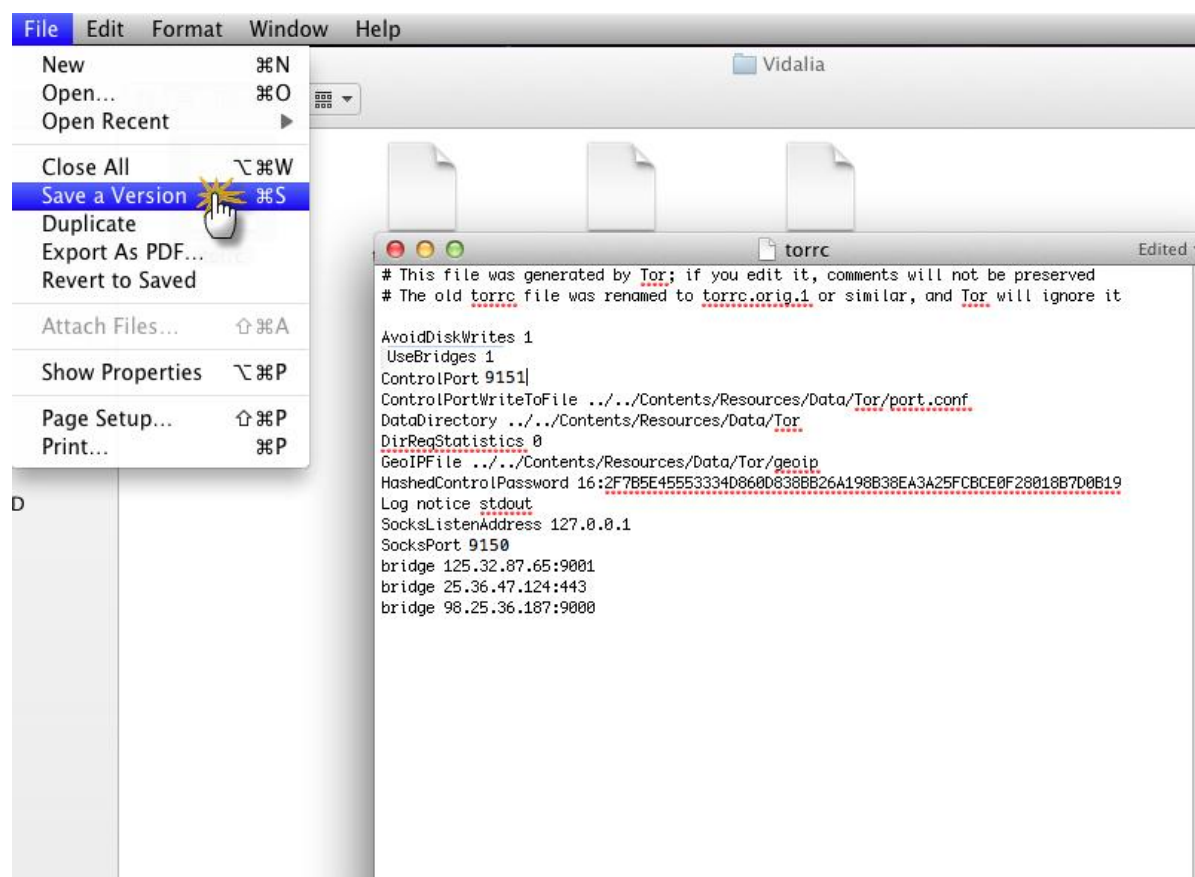 File Edit Format Window Help
New ⌘N
Open... ⌘O
Open Recent ▶
Close All ⌥⌘W
Save a Version ⌘S
Duplicate
Export As PDF...
Revert to Saved
Attach Files... ⇧⌘A
Show Properties ⌥⌘P
Page Setup... ⇧⌘P
Print... ⌘P
D
Vidalia
torrc Edited
# This file was generated by Tor; if you edit it, comments will not be preserved
# The old torrc file was renamed to torrc.orig.1 or similar, and Tor will ignore it
AvoidDiskWrites 1
UseBridges 1
ControlPort 9151
ControlPortWriteToFile ../../Contents/Resources/Data/Tor/port.conf
DataDirectory ../../Contents/Resources/Data/Tor
DirReqStatistics 0
GeoIPFile ../../Contents/Resources/Data/Tor/geoip
HashedControlPassword 16:2F7B5E45553334D860D838BB26A198B38EA3A25FCBCE0F28018B7D0B19
Log notice stdout
SocksListenAddress 127.0.0.1
SocksPort 9150
bridge 125.32.87.65:9001
bridge 25.36.47.124:443
bridge 98.25.36.187:9000